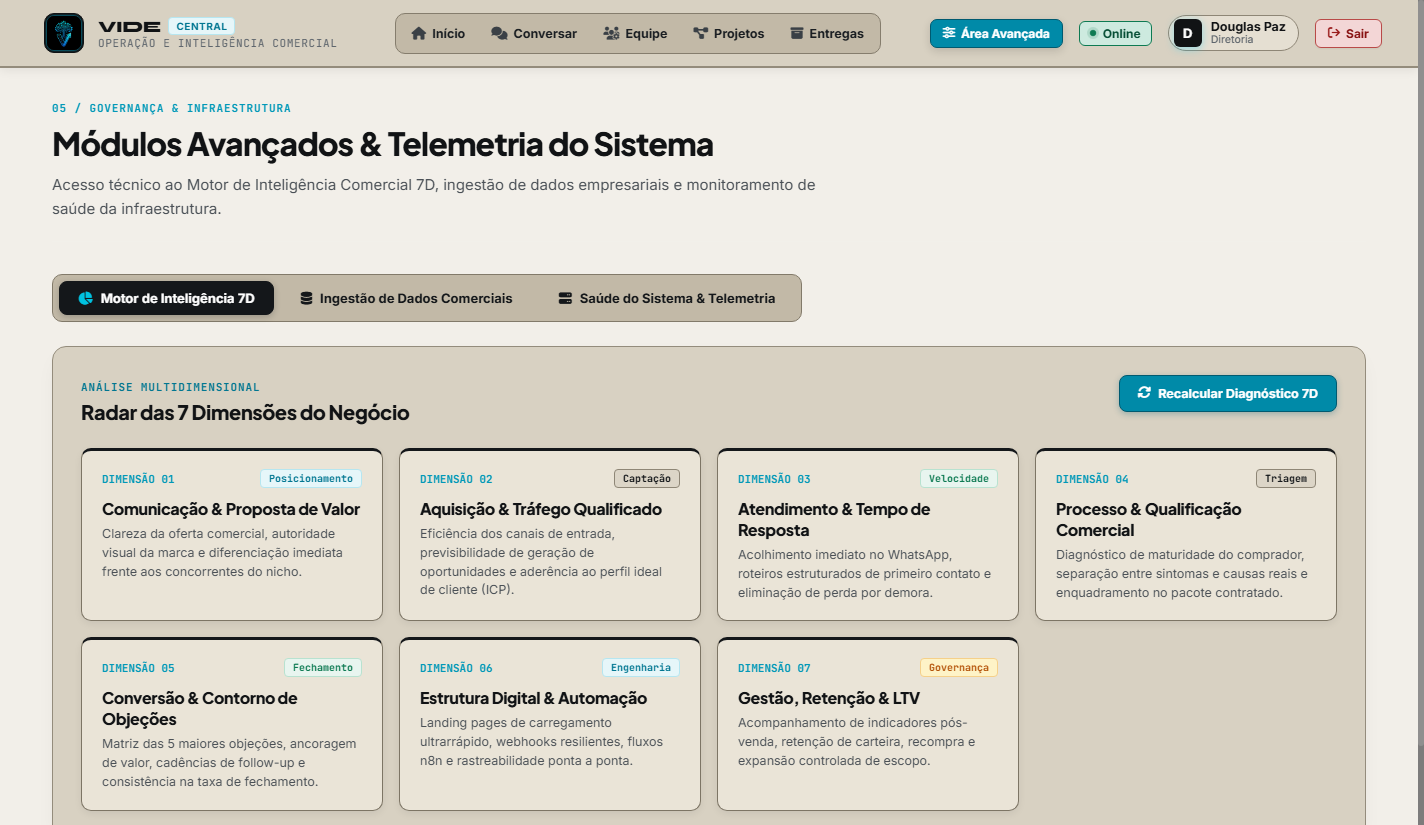 VIDE CENTRAL
OPERAÇÃO E INTELIGÊNCIA COMERCIAL
Início
Conversar
Equipe
Projetos
Entregas
Área Avançada
Online
D
Douglas Paz
Diretoria
Sair
05 / GOVERNANÇA & INFRAESTRUTURA
Módulos Avançados & Telemetria do Sistema
Acesso técnico ao Motor de Inteligência Comercial 7D, ingestão de dados empresariais e monitoramento de
saúde da infraestrutura.
Motor de Inteligência 7D
Ingestão de Dados Comerciais
Saúde do Sistema & Telemetria
ANÁLISE MULTIDIMENSIONAL
Radar das 7 Dimensões do Negócio
Recalcular Diagnóstico 7D
DIMENSÃO 01
Posicionamento
Comunicação & Proposta de Valor
Clareza da oferta comercial, autoridade
visual da marca e diferenciação imediata
frente aos concorrentes do nicho.
DIMENSÃO 02
Captação
Aquisição & Tráfego Qualificado
Eficiência dos canais de entrada,
previsibilidade de geração de
oportunidades e aderência ao perfil ideal
de cliente (ICP).
DIMENSÃO 03
Velocidade
Atendimento & Tempo de
Resposta
Acolhimento imediato no WhatsApp,
roteiros estruturados de primeiro contato e
eliminação de perda por demora.
DIMENSÃO 04
Triagem
Processo & Qualificação
Comercial
Diagnóstico de maturidade do comprador,
separação entre sintomas e causas reais e
enquadramento no pacote contratado.
DIMENSÃO 05
Fechamento
Conversão & Contorno de
Objeções
Matriz das 5 maiores objeções, ancoragem
de valor, cadências de follow-up e
consistência na taxa de fechamento.
DIMENSÃO 06
Engenharia
Estrutura Digital & Automação
Landing pages de carregamento
ultrarrápido, webhooks resilientes, fluxos
n8n e rastreabilidade ponta a ponta.
DIMENSÃO 07
Governança
Gestão, Retenção & LTV
Acompanhamento de indicadores pós-
venda, retenção de carteira, recompra e
expansão controlada de escopo.